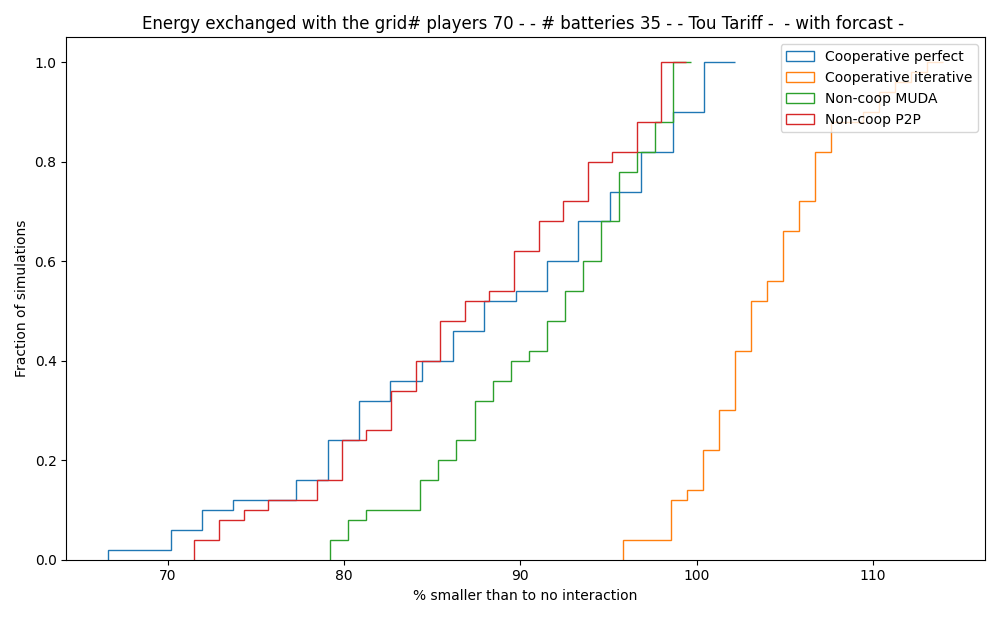 Energy exchanged with the grid# players 70 - - # batteries 35 - - Tou Tariff -  - with forcast -
Cooperative perfect
Cooperative iterative
Non-coop MUDA
Non-coop P2P
Fraction of simulations
1.0
0.8
0.6
0.4
0.2
0.0
70 80 90 100 110
% smaller than to no interaction